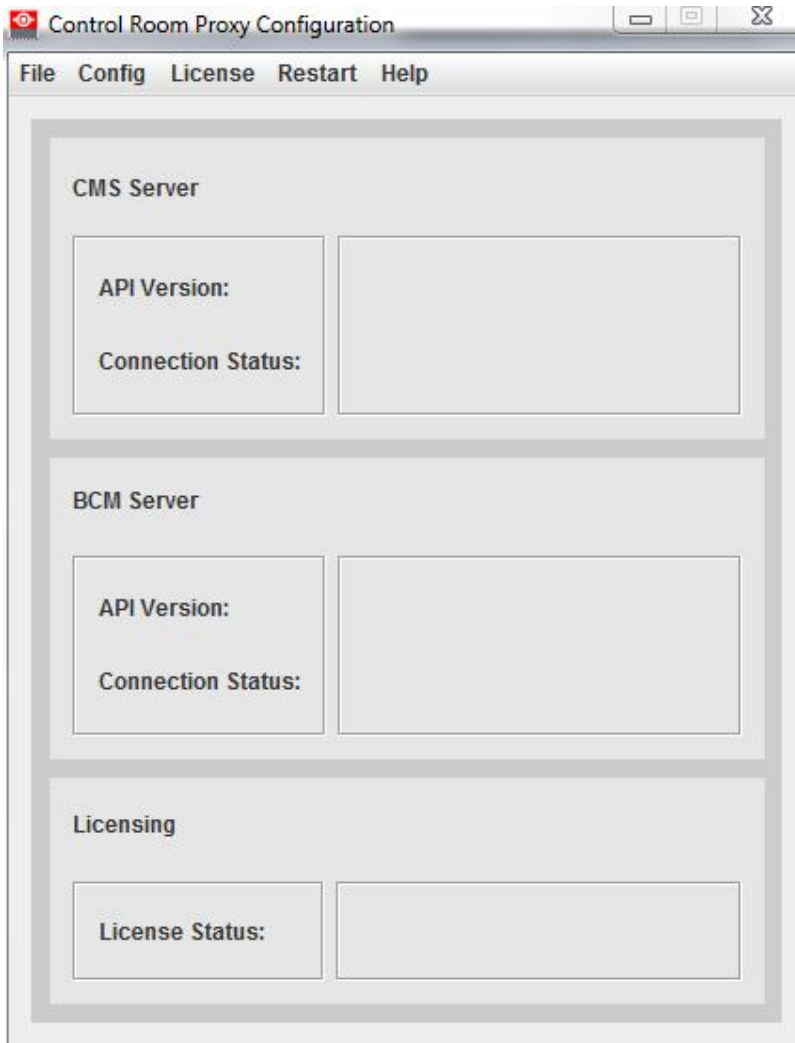 Control Room Proxy Configuration
File Config License Restart Help
CMS Server
API Version:
Connection Status:
BCM Server
API Version:
Connection Status:
Licensing
License Status: